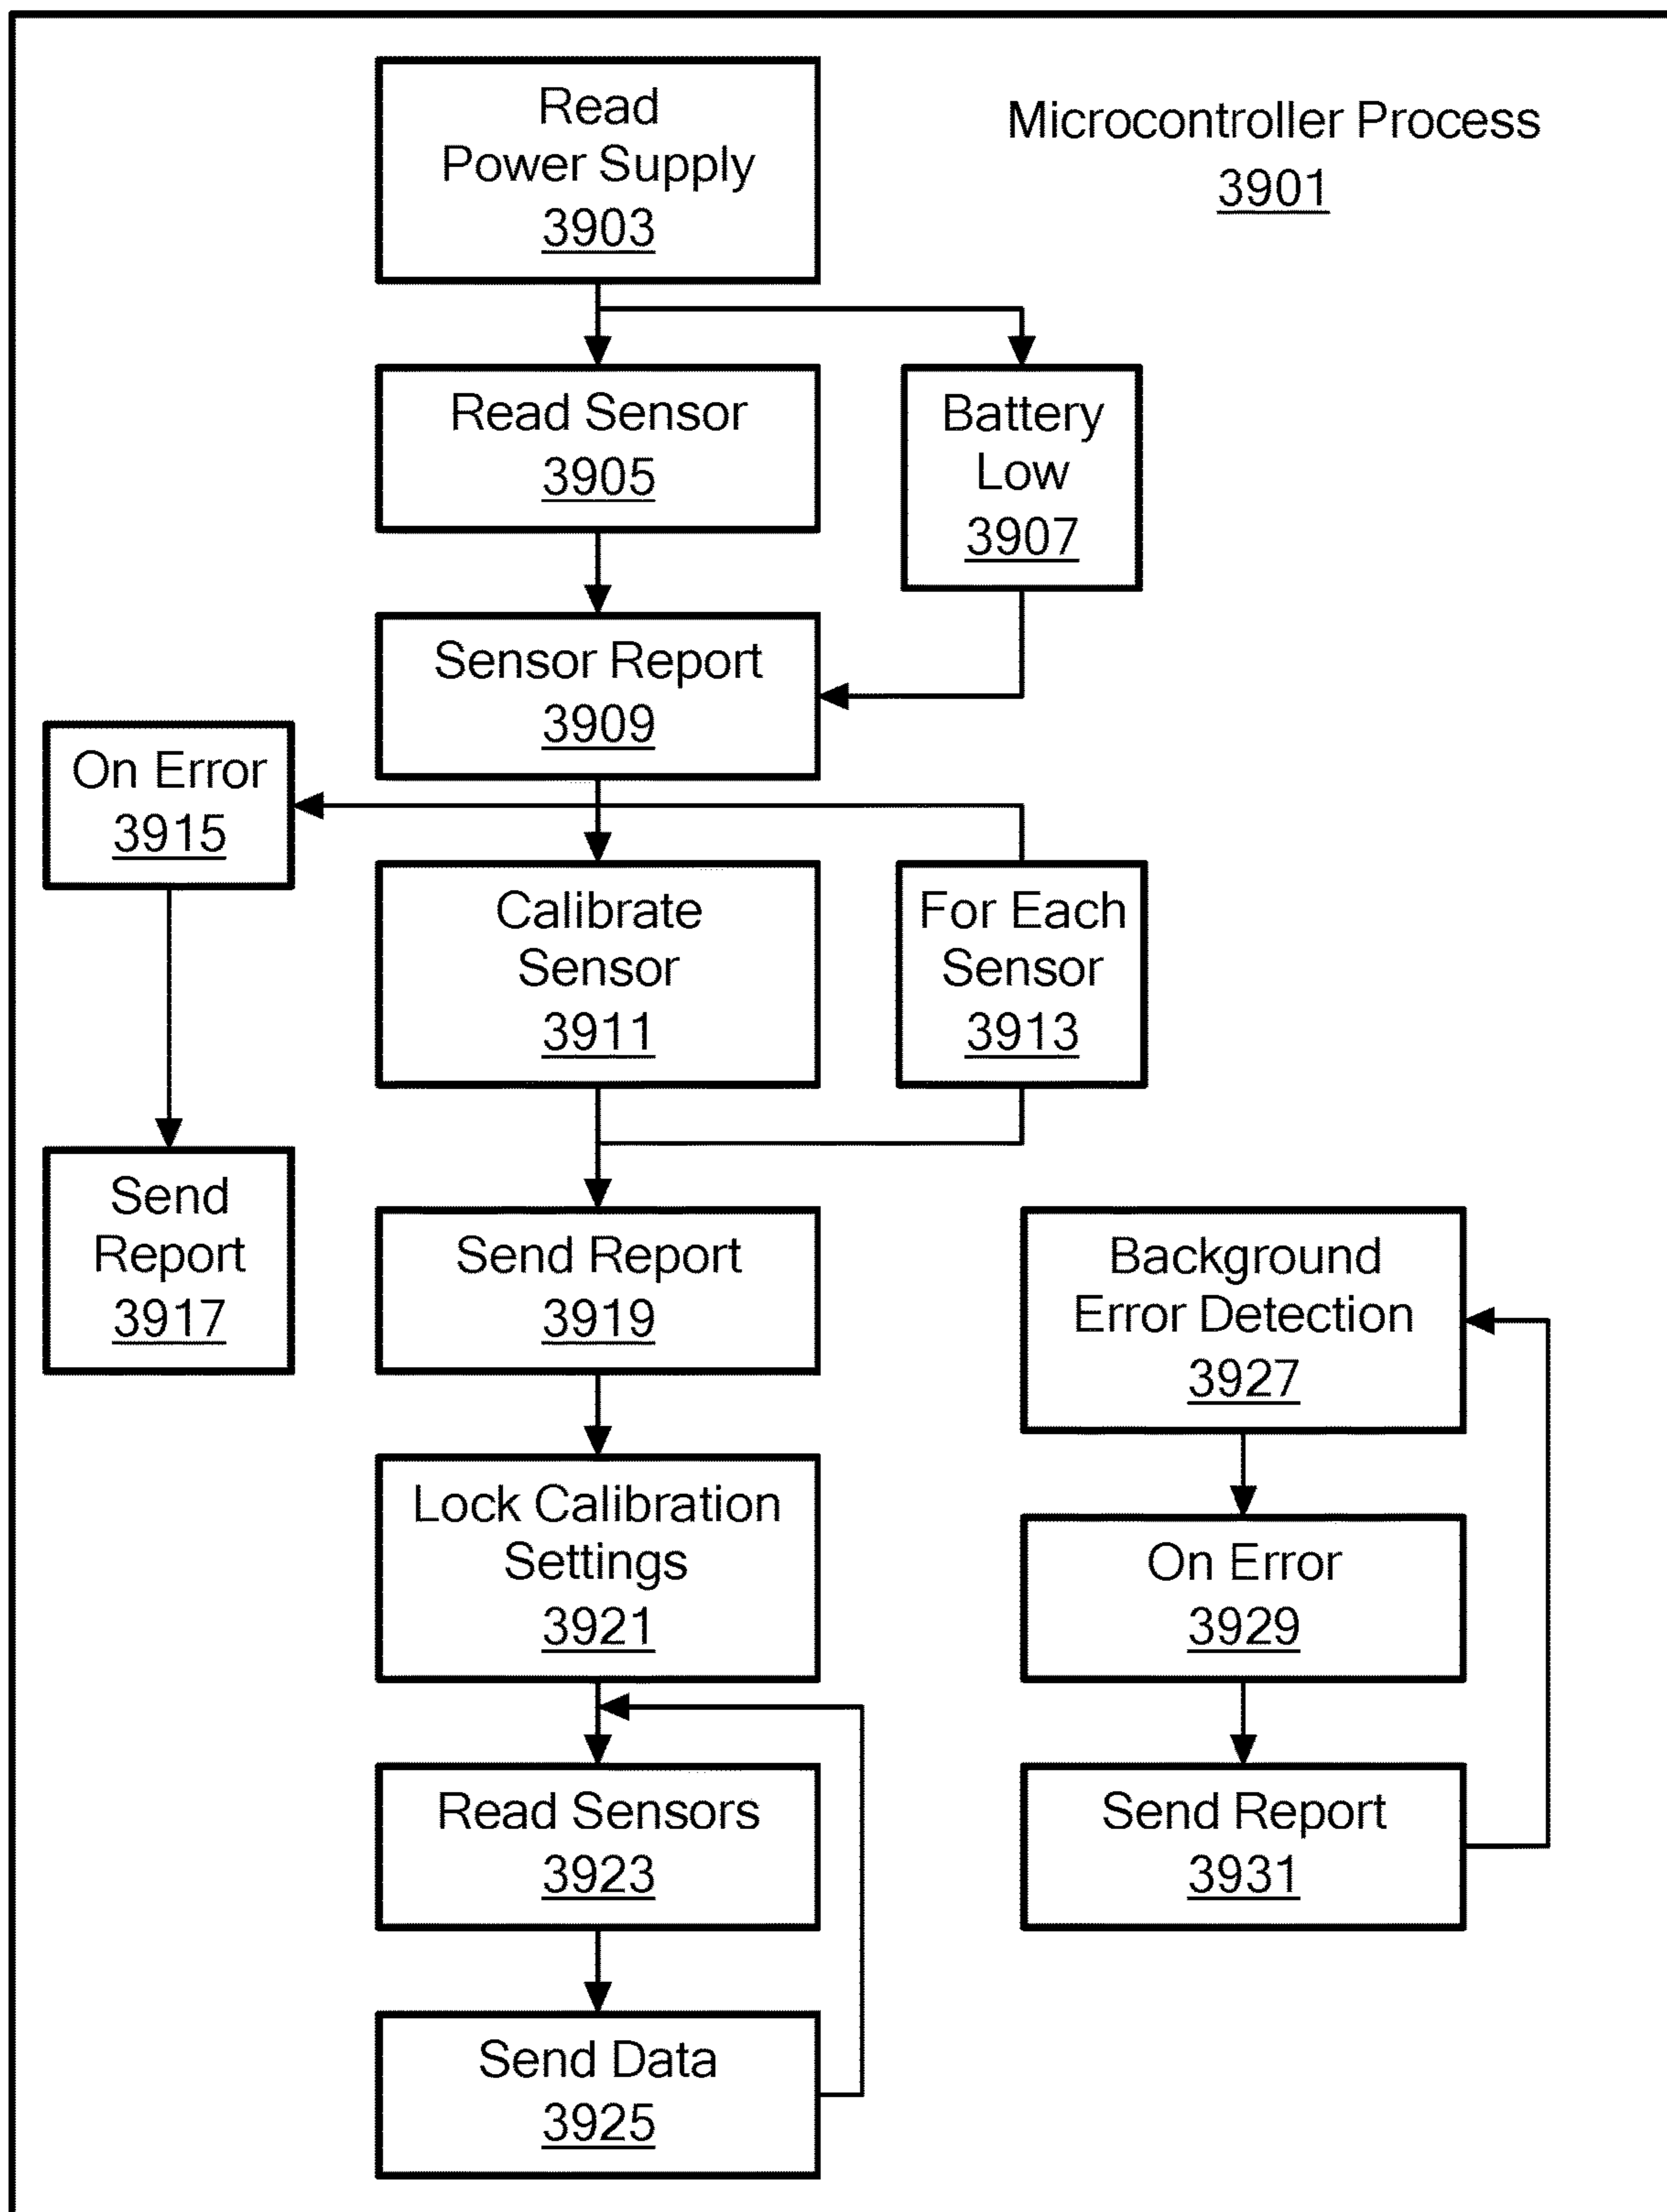 Read
Power Supply
3903
Microcontroller Process
3901
Read Sensor
3905
Battery
Low
3907
Sensor Report
3909
On Error
3915
Calibrate
Sensor
3911
For Each
Sensor
3913
Send
Report
3917
Send Report
3919
Background
Error Detection
3927
Lock Calibration
Settings
3921
On Error
3929
Read Sensors
3923
Send Report
3931
Send Data
3925